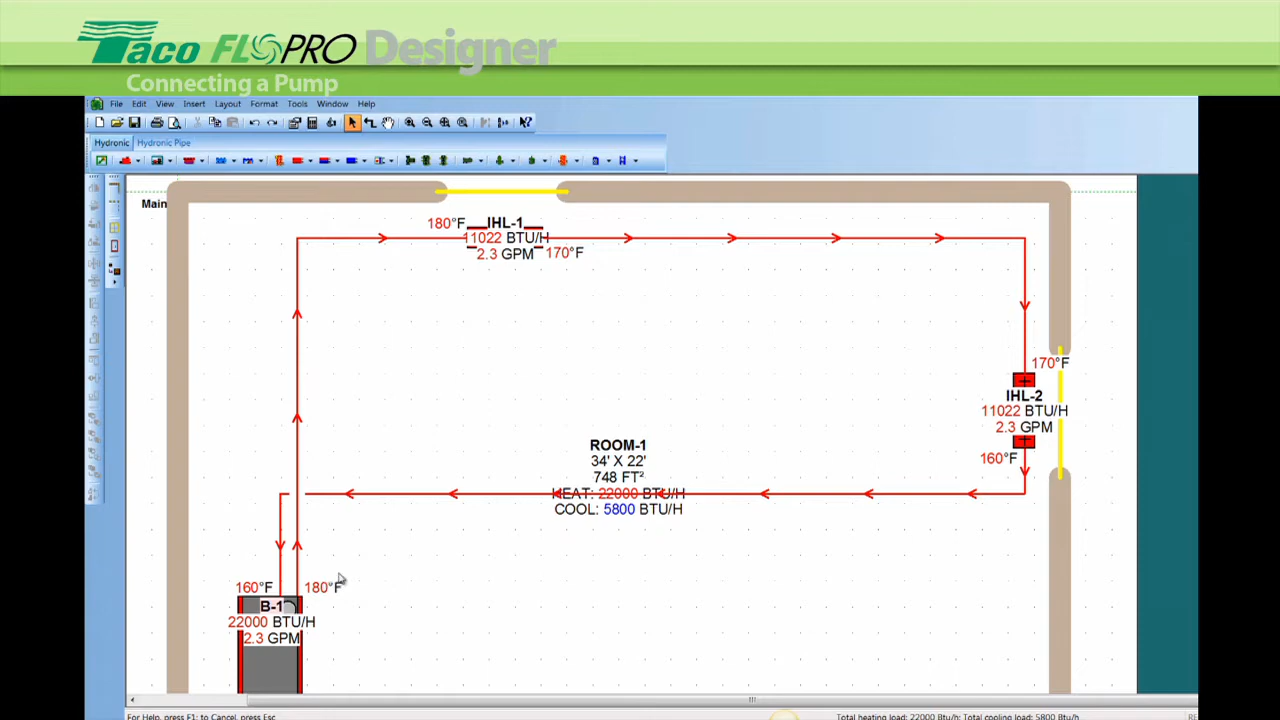 Taco FLOPRO Designer
Connecting a Pump
File Edit View Insert Layout Format Tools Window Help
Hydronic Hydronic Pipe
Main
180°F
IHL-1
11022 BTU/H
2.3 GPM
170°F
170°F
IHL-2
11022 BTU/H
2.3 GPM
160°F
ROOM-1
34' X 22'
748 FT²
HEAT: 22000 BTU/H
COOL: 5800 BTU/H
160°F
180°F
B-1
22000 BTU/H
2.3 GPM
For Help, press F1; to Cancel, press Esc
Total heating load: 22000 Btu/h; Total cooling load: 5800 Btu/h